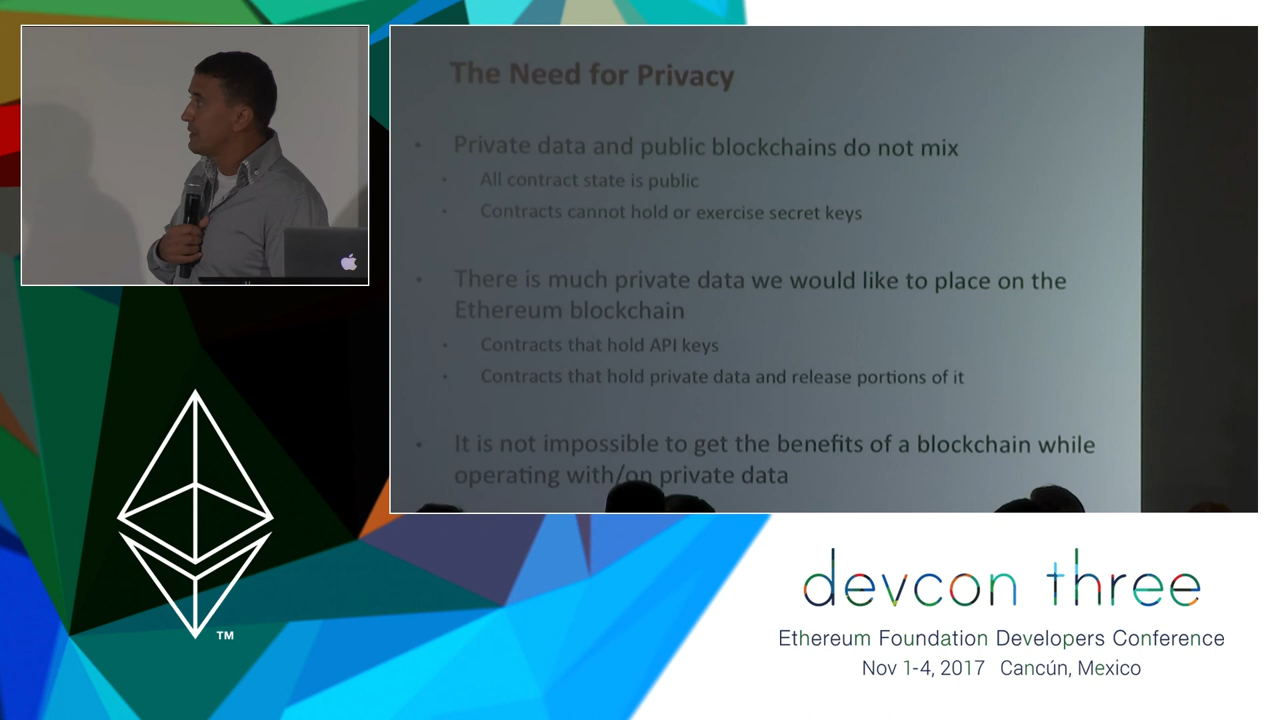 The Need for Privacy
Private data and public blockchains do not mix
All contract state is public
Contracts cannot hold or exercise secret keys
There is much private data we would like to place on the
Ethereum blockchain
Contracts that hold API keys
Contracts that hold private data and release portions of it
It is not impossible to get the benefits of a blockchain while
operating with/on private data
TM
devcon three
Ethereum Foundation Developers Conference
Nov 1-4, 2017 Cancún, Mexico